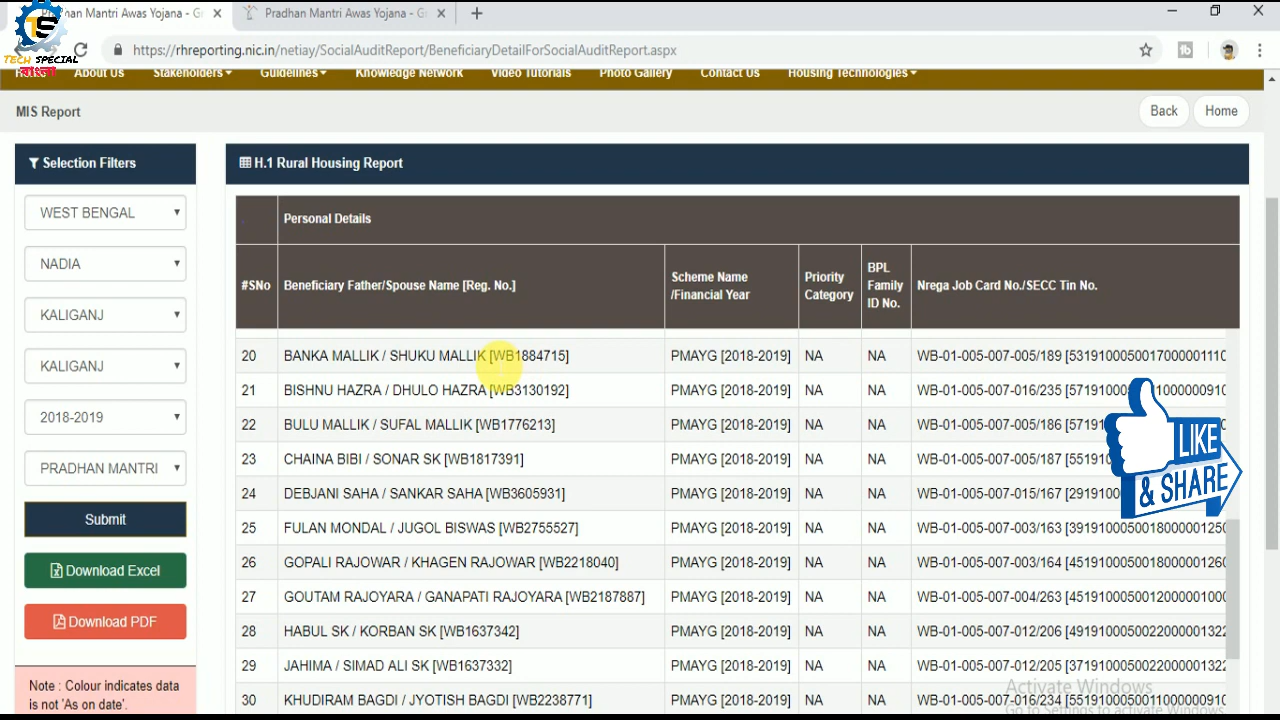 Pradhan Mantri Awas Yojana - Gr
Pradhan Mantri Awas Yojana - Gr
TS
TECH SPECIAL
https://rhreporting.nic.in/netiay/SocialAuditReport/BeneficiaryDetailForSocialAuditReport.aspx
About Us Stakeholders Guidelines Knowledge Network Video Tutorials Photo Gallery Contact Us Housing Technologies
MIS Report
Back
Home
Selection Filters
WEST BENGAL
NADIA
KALIGANJ
KALIGANJ
2018-2019
PRADHAN MANTRI
Submit
Download Excel
Download PDF
Note : Colour indicates data
is not 'As on date'.
H.1 Rural Housing Report
Personal Details
#SNo Beneficiary Father/Spouse Name [Reg. No.] Scheme Name /Financial Year Priority Category BPL Family ID No. Nrega Job Card No./SECC Tin No.
20 BANKA MALLIK / SHUKU MALLIK [WB1884715] PMAYG [2018-2019] NA NA WB-01-005-007-005/189 [5319100050017000001110
21 BISHNU HAZRA / DHULO HAZRA [WB3130192] PMAYG [2018-2019] NA NA WB-01-005-007-016/235
22 BULU MALLIK / SUFAL MALLIK [WB1776213] PMAYG [2018-2019] NA NA WB-01-005-007-005/186
23 CHAINA BIBI / SONAR SK [WB1817391] PMAYG [2018-2019] NA NA WB-01-005-007-005/187
24 DEBJANI SAHA / SANKAR SAHA [WB3605931] PMAYG [2018-2019] NA NA WB-01-005-007-015/167
25 FULAN MONDAL / JUGOL BISWAS [WB2755527] PMAYG [2018-2019] NA NA WB-01-005-007-003/163 [3919100050018000001250
26 GOPALI RAJOWAR / KHAGEN RAJOWAR [WB2218040] PMAYG [2018-2019] NA NA WB-01-005-007-003/164 [4519100050018000001260
27 GOUTAM RAJOYARA / GANAPATI RAJOYARA [WB2187887] PMAYG [2018-2019] NA NA WB-01-005-007-004/263 [4519100050012000001000
28 HABUL SK / KORBAN SK [WB1637342] PMAYG [2018-2019] NA NA WB-01-005-007-012/206 [4919100050022000001322
29 JAHIMA / SIMAD ALI SK [WB1637332] PMAYG [2018-2019] NA NA WB-01-005-007-012/205 [3719100050022000001322
30 KHUDIRAM BAGDI / JYOTISH BAGDI [WB2238771] PMAYG [2018-2019] NA NA WB-01-005-007-016/234
LIKE
& SHARE
Activate Windows
Go to Settings to activate Windows.